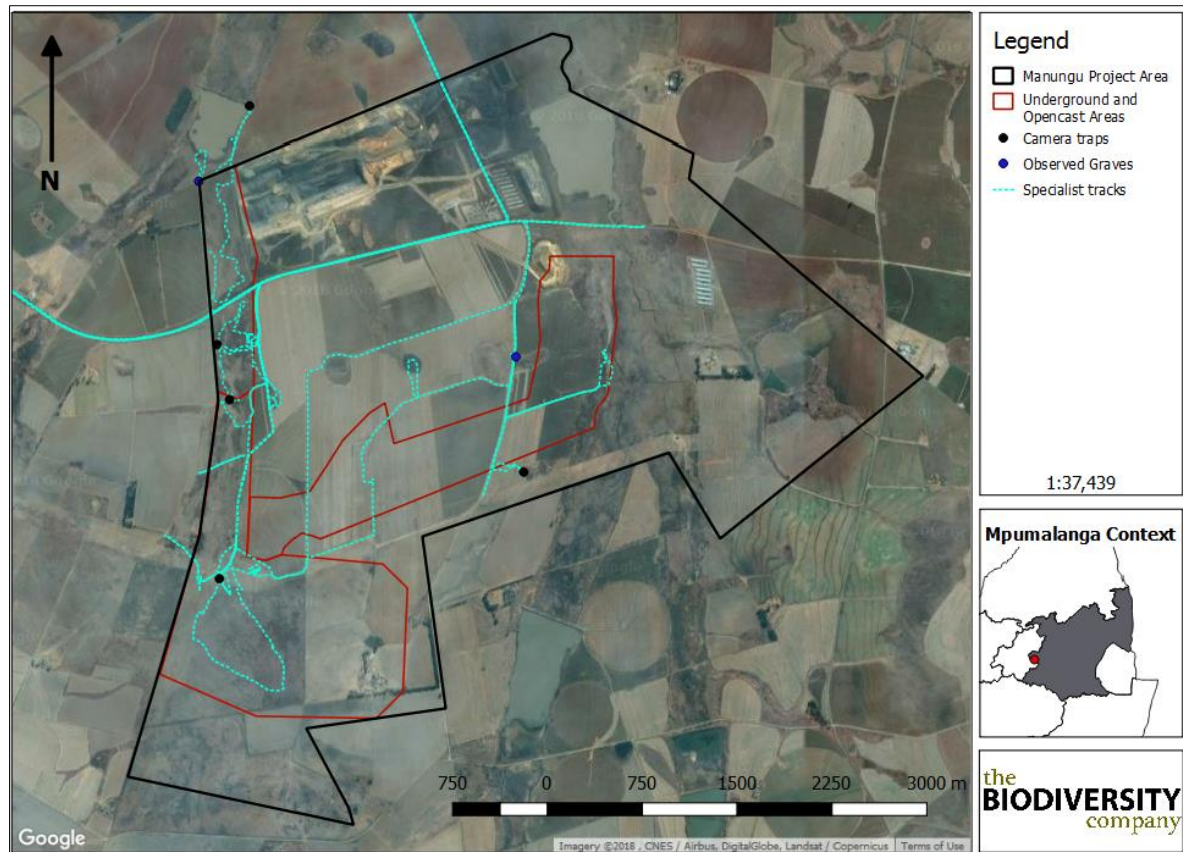 N
Legend
Manungu Project Area
Underground and
Opencast Areas
Camera traps
Observed Graves
Specialist tracks
1:37,439
Mpumalanga Context
750 0 750 1500 2250 3000 m
Google
Imagery ©2018 , CNES / Airbus, DigitalGlobe, Landsat / Copernicus Terms of Use
the
BIODIVERSITY
company